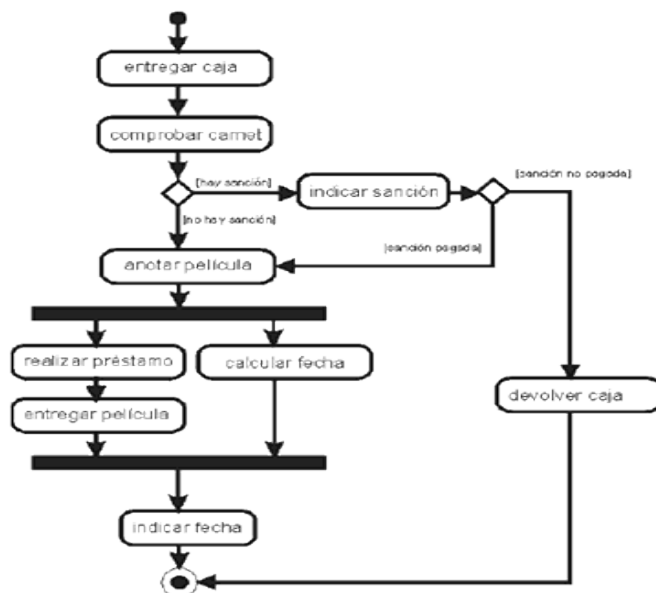 entregar caja
comprobar carnet
[hay sanción]
indicar sanción
[sanción no pagada]
[no hay sanción]
[sanción pagada]
anotar película
realizar préstamo
calcular fecha
entregar película
devolver caja
indicar fecha